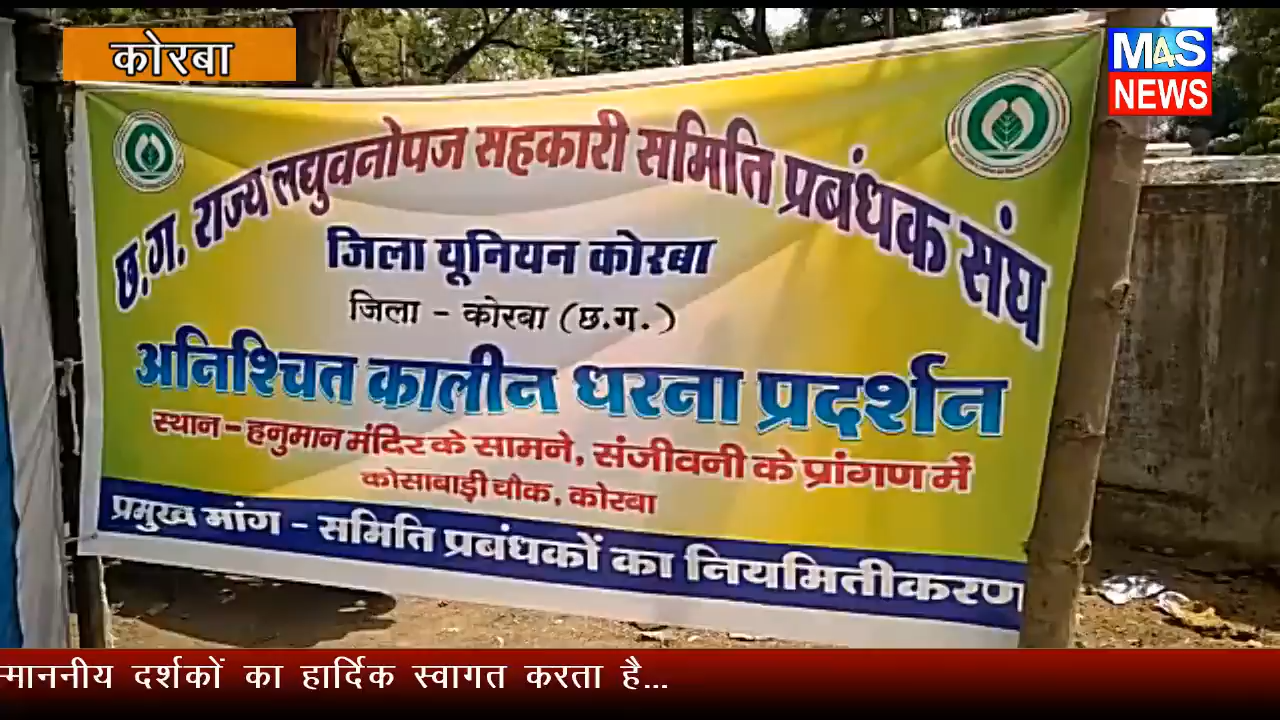 कोरबा
M4S
NEWS
छ.ग. राज्य लघुवनोपज सहकारी समिति प्रबंधक संघ
जिला यूनियन कोरबा
जिला - कोरबा (छ.ग.)
अनिश्चित कालीन धरना प्रदर्शन
स्थान - हनुमान मंदिर के सामने, संजीवनी के प्रांगण में
कोसाबाड़ी चौक, कोरबा
प्रमुख मांग - समिति प्रबंधकों का नियमितीकरण
म्माननीय दर्शकों का हार्दिक स्वागत करता है...